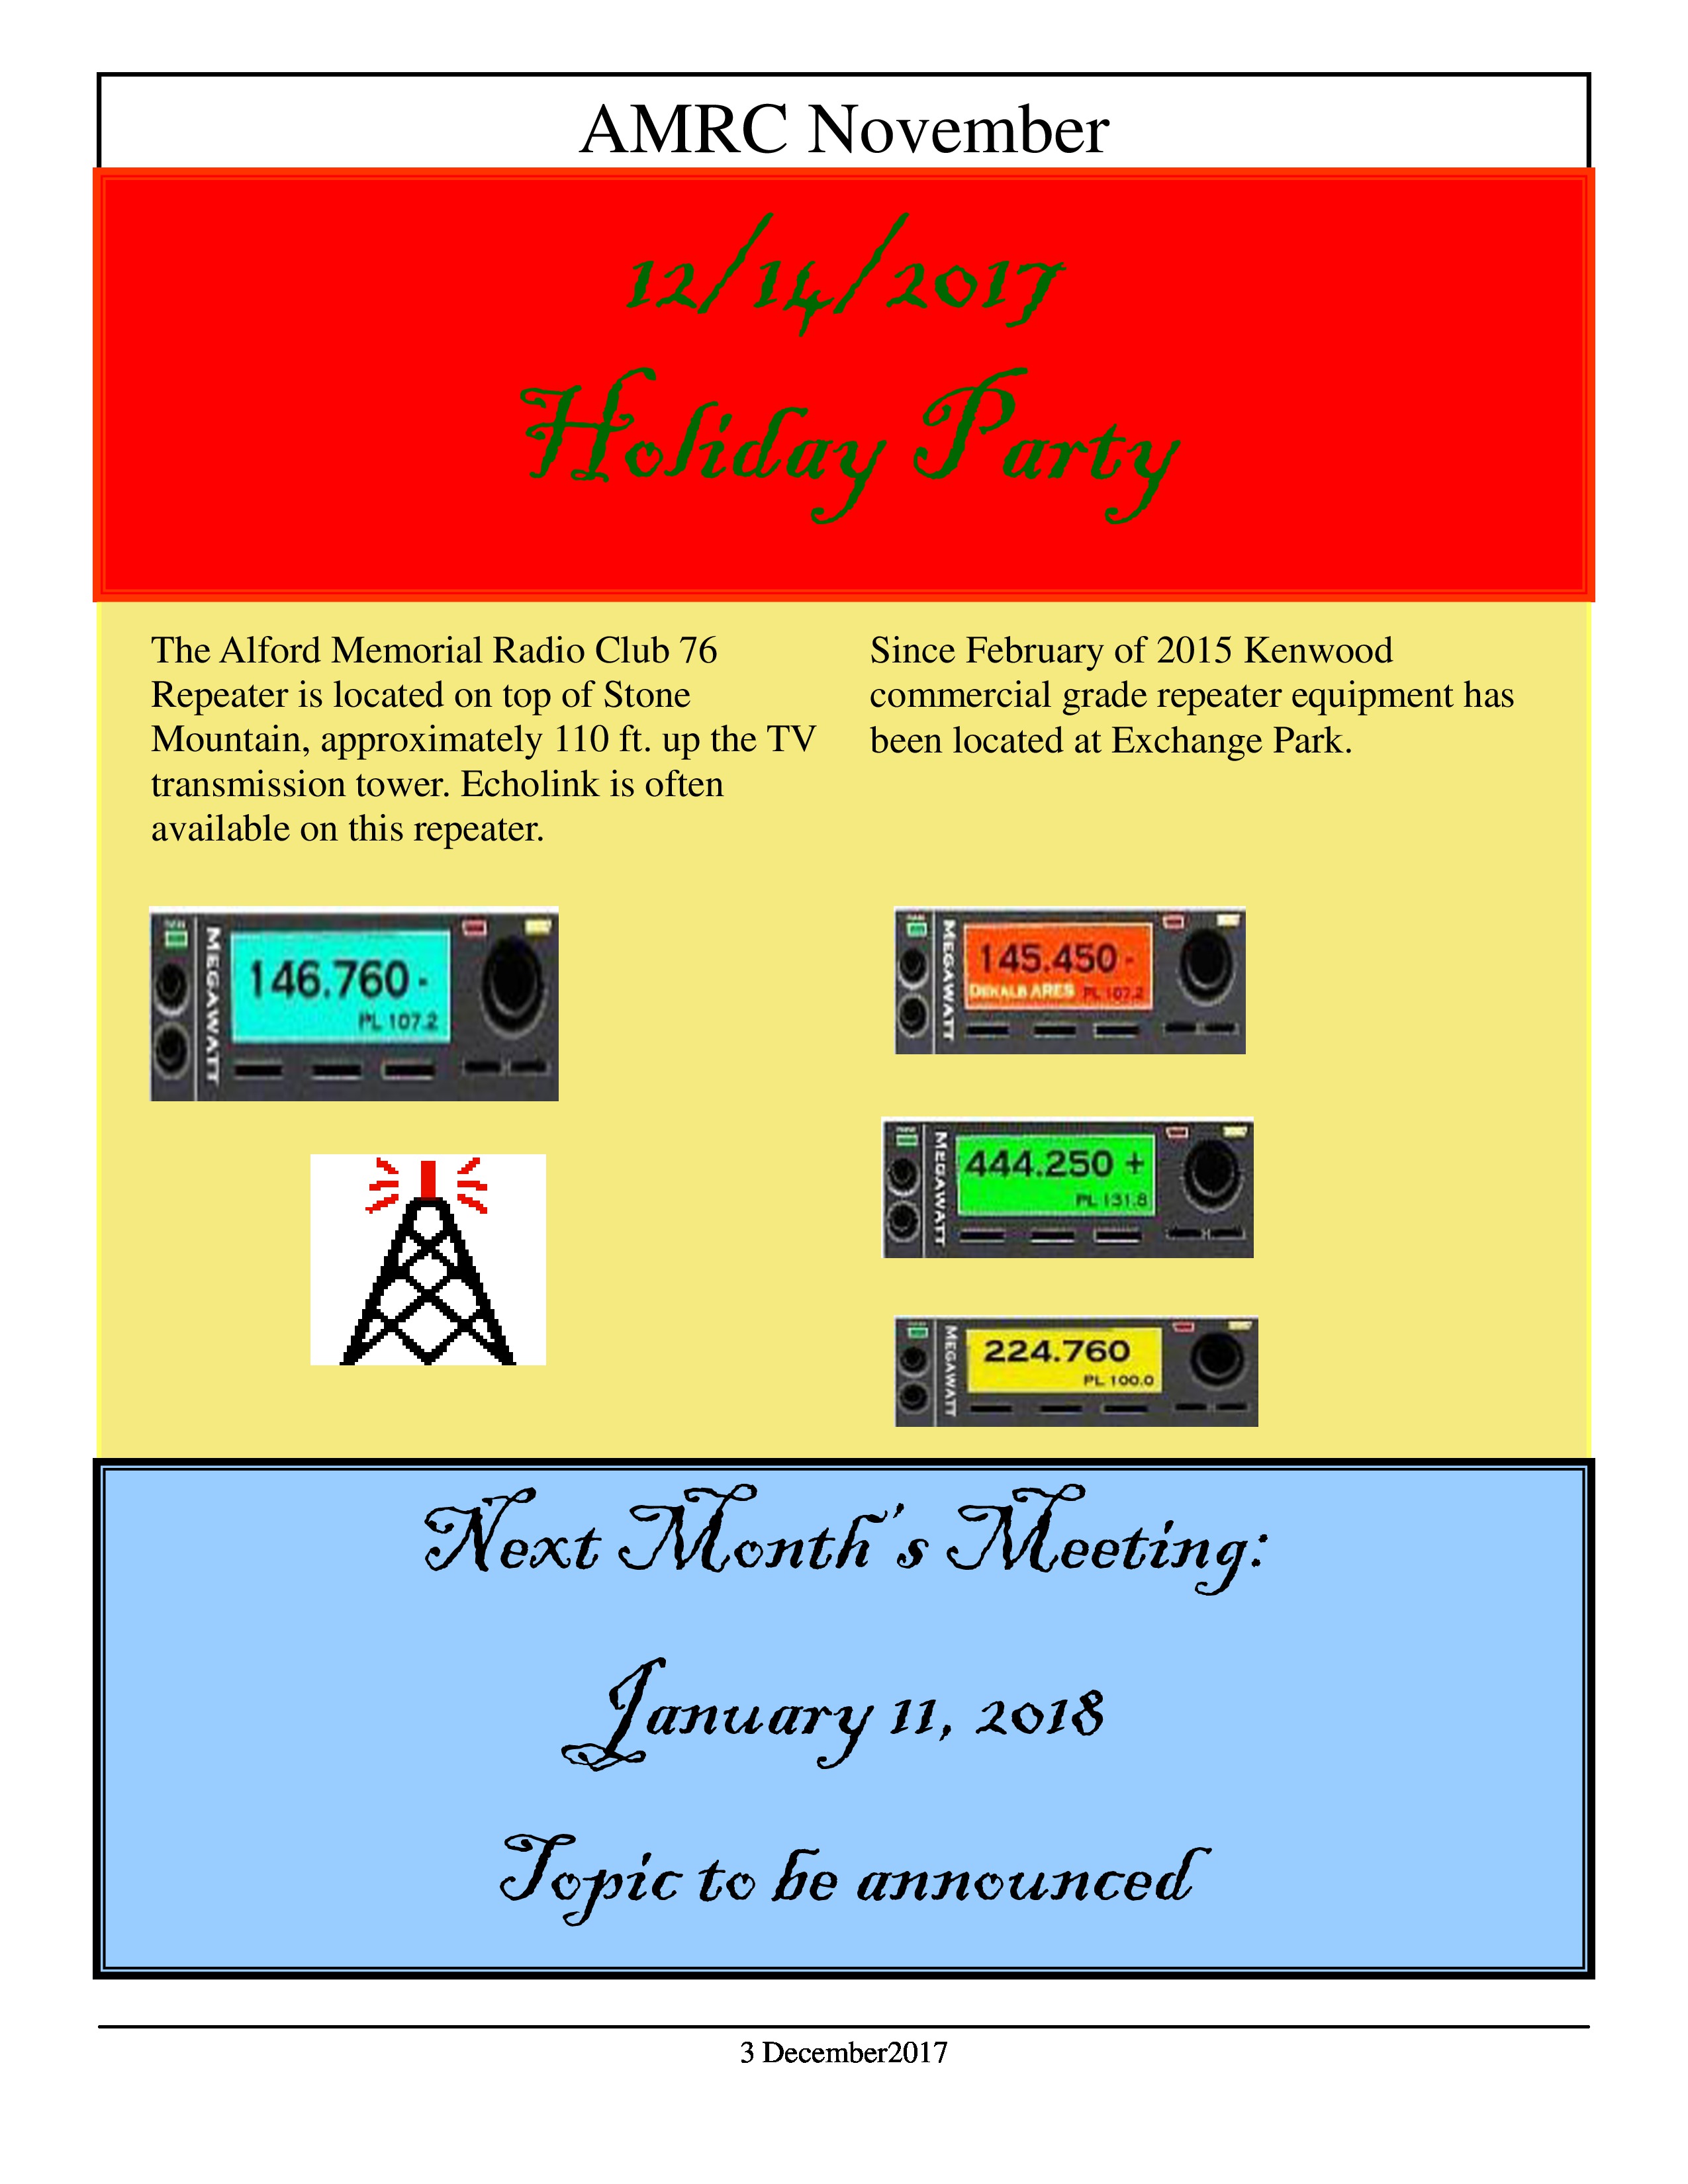 AMRC November
12/14/2017
Holiday Party
The Alford Memorial Radio Club 76
Repeater is located on top of Stone
Mountain, approximately 110 ft. up the TV
transmission tower. Echolink is often
available on this repeater.
Since February of 2015 Kenwood
commercial grade repeater equipment has
been located at Exchange Park.
MEGAWATT
146.760 -
PL 107.2
MEGAWATT
145.450 -
DEKALB ARES PL 107.2
MEGAWATT
444.250 +
PL 131.8
MEGAWATT
224.760
PL 100.0
Next Month's Meeting:
January 11, 2018
Topic to be announced
3 December2017